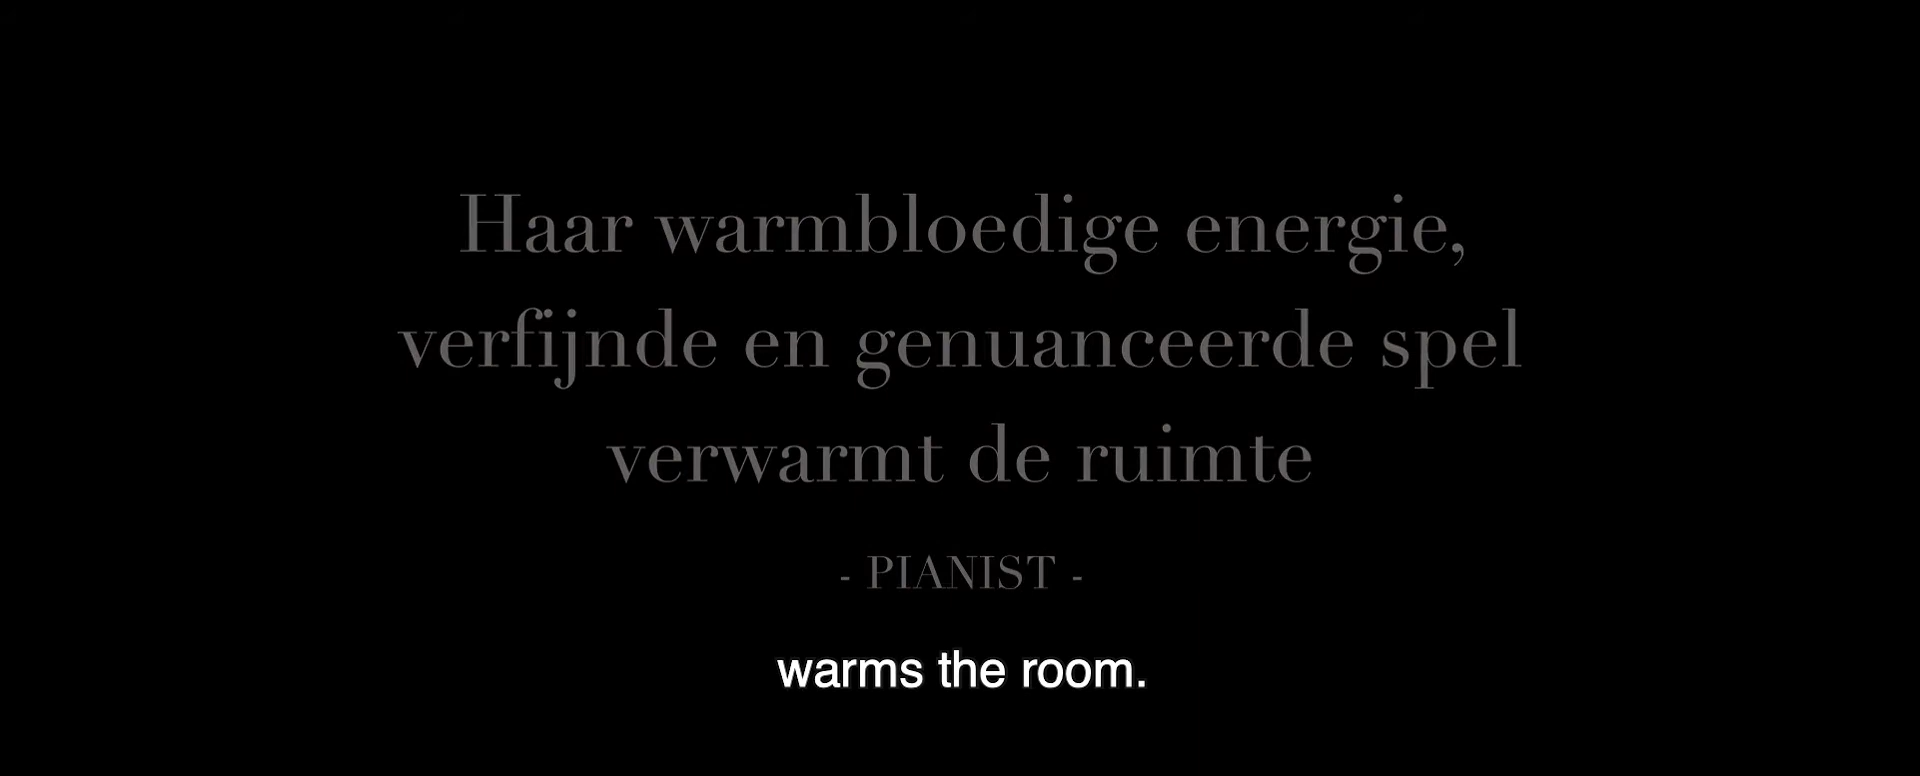 Haar warmbloedige energie,
verfijnde en genuanceerde spel
verwarmt de ruimte
- PIANIST -
warms the room.